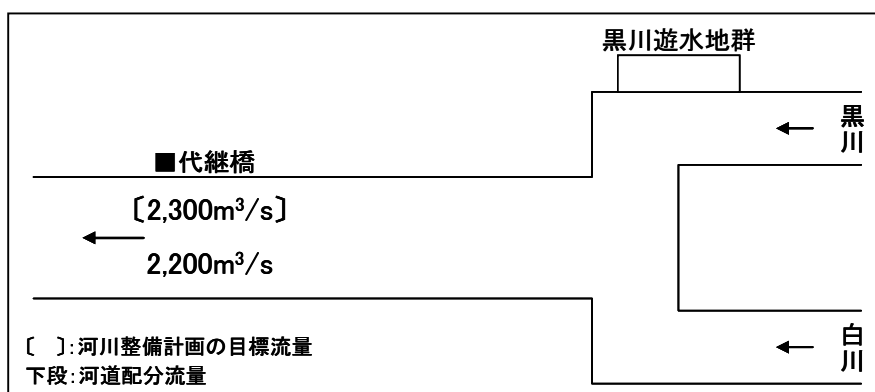 黒川遊水地群
黒川
■代継橋
〔2,300m³/s〕
2,200m³/s
白川
〔　〕:河川整備計画の目標流量
下段:河道配分流量